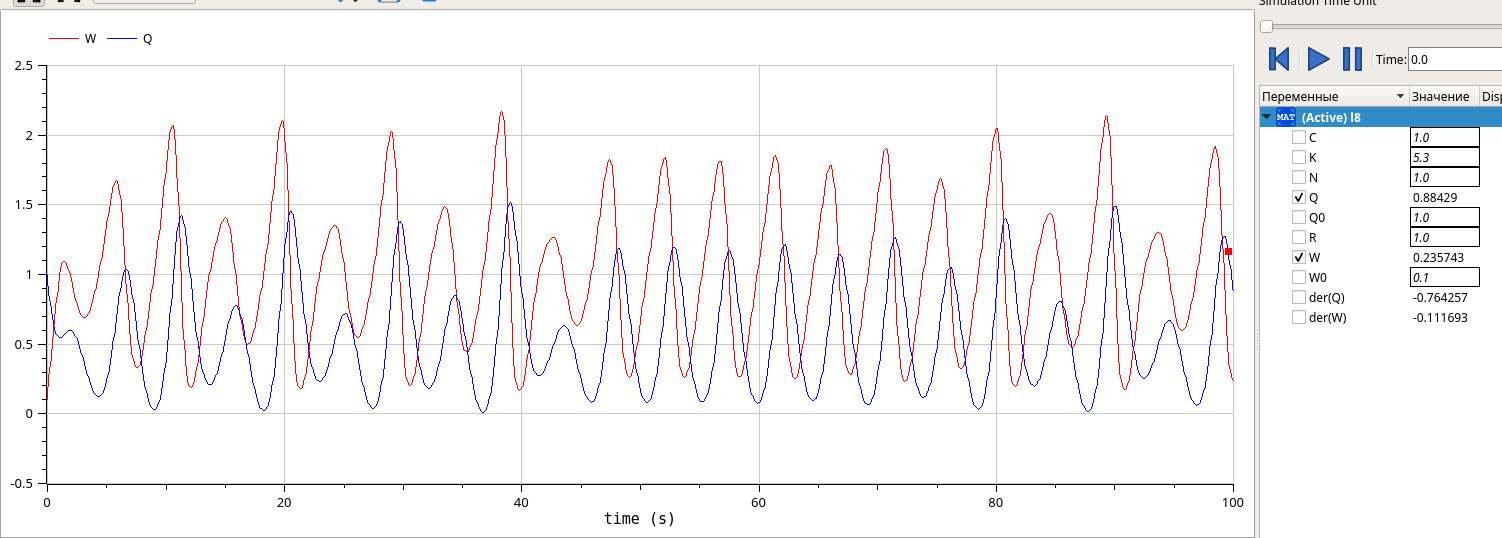 W Q
2.5
2
1.5
1
0.5
0
-0.5
0 20 40 60 80 100
time (s)
Simulation Time Unit
Time: 0.0
Переменные Значение Disp
MAT (Active) l8
C 1.0
K 5.3
N 1.0
Q 0.88429
Q0 1.0
R 1.0
W 0.235743
W0 0.1
der(Q) -0.764257
der(W) -0.111693